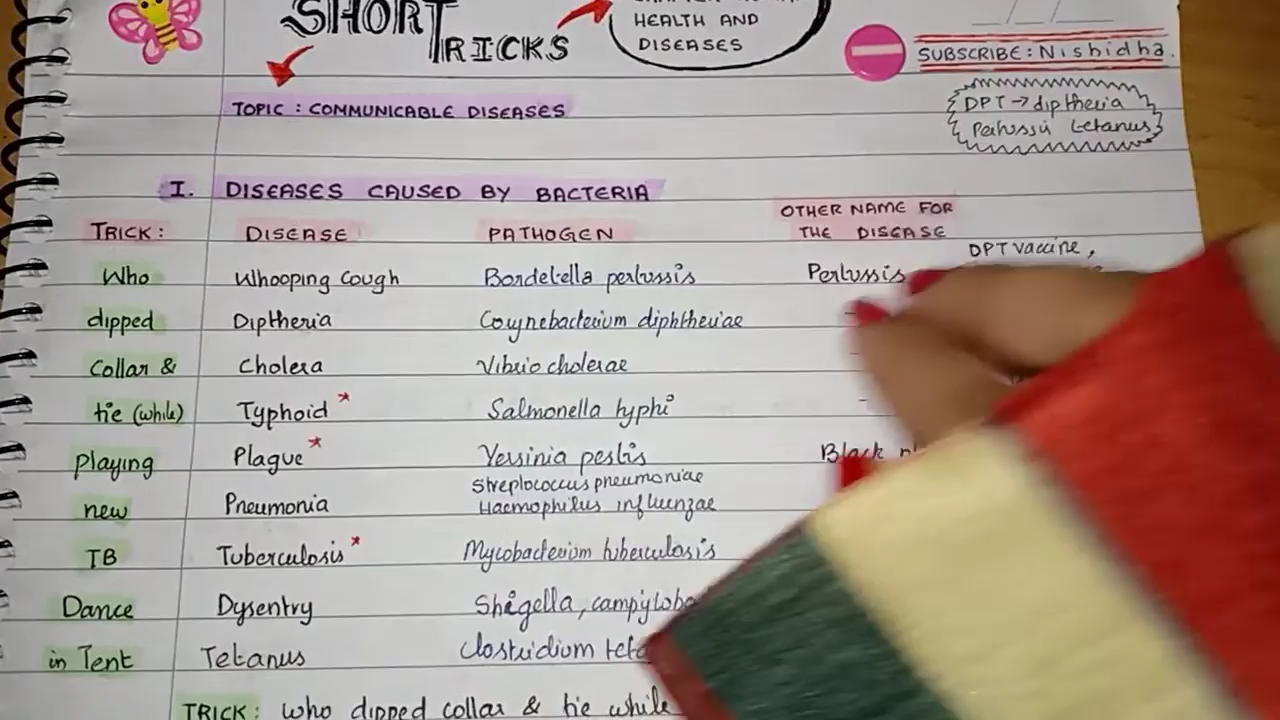 SHORT TRICKS
HEALTH AND
DISEASES
SUBSCRIBE: Nishidha.
DPT → diptheria
Pertussis tetanus
TOPIC : COMMUNICABLE DISEASES
I. DISEASES CAUSED BY BACTERIA
TRICK: DISEASE PATHOGEN OTHER NAME FOR THE DISEASE
DPT vaccine,
Who Whooping Cough Bordetella pertussis Pertussis
dipped Diptheria Corynebacterium diphtheriae -
Collar & Cholera Vibrio cholerae -
tie (while) Typhoid * Salmonella typhi -
Playing Plague * Yersinia pestis Black
new Pneumonia Streptococcus pneumoniae
Haemophilus influenzae
TB Tuberculosis * Mycobacterium tuberculosis
Dance Dysentry Shigella,
in Tent Tetanus Clostridium
TRICK: who dipped collar & tie while